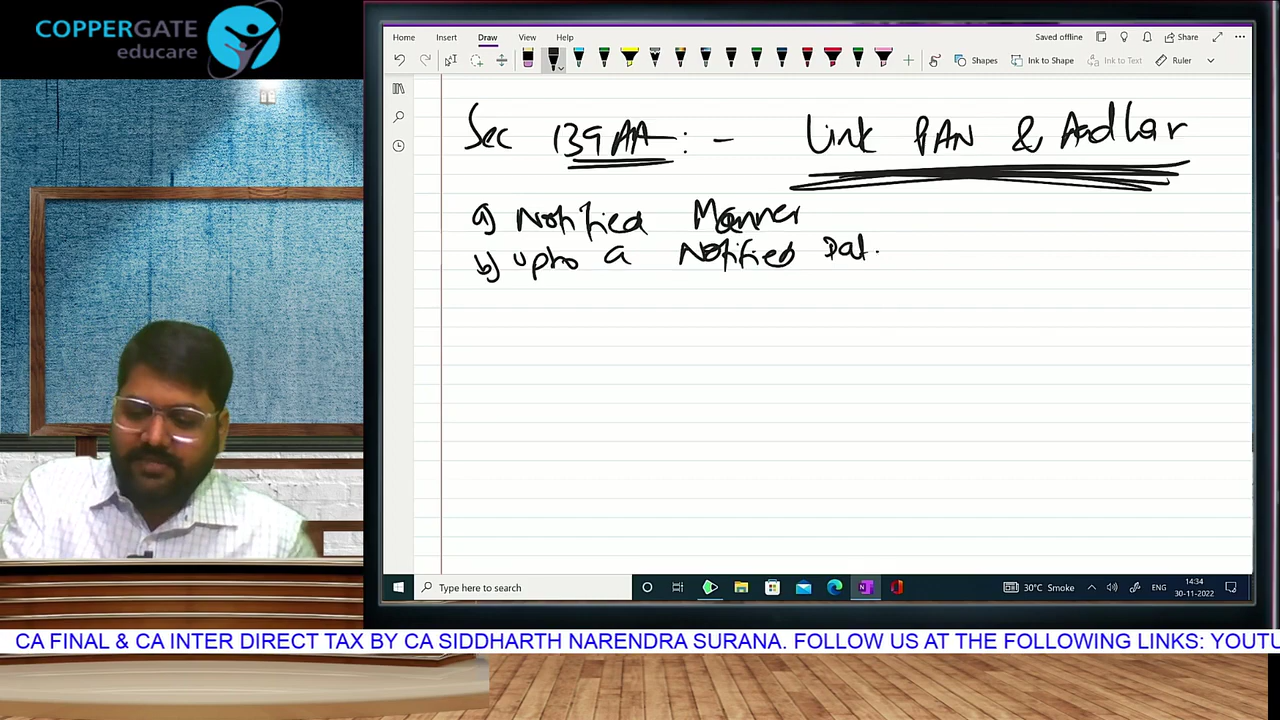 COPPERGATE
educare
Home Insert Draw View Help
Saved offline
Share
Shapes
Ink to Shape
Ink to Text
Ruler
Sec 139AA:- Link PAN & Aadhar
a) Notified Manner
b) upto a Notified Dat.
Type here to search
30°C Smoke
ENG
14:34
30-11-2022
CA FINAL & CA INTER DIRECT TAX BY CA SIDDHARTH NARENDRA SURANA. FOLLOW US AT THE FOLLOWING LINKS: YOUTU